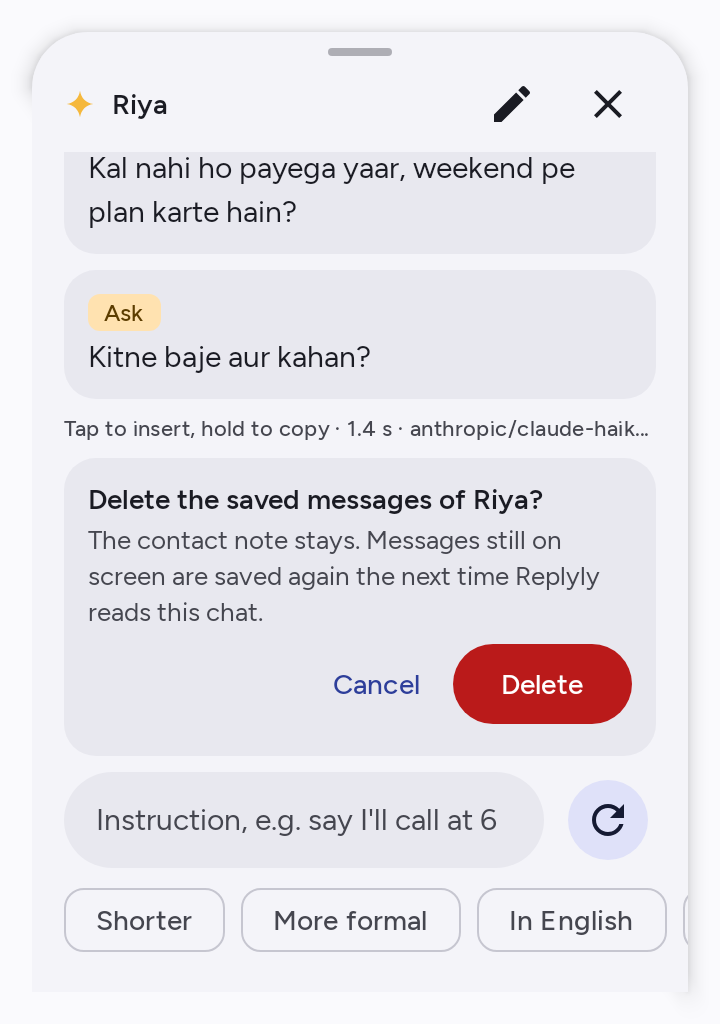 Riya
Kal nahi ho payega yaar, weekend pe
plan karte hain?
Ask
Kitne baje aur kahan?
Tap to insert, hold to copy · 1.4 s · anthropic/claude-haik…
Delete the saved messages of Riya?
The contact note stays. Messages still on
screen are saved again the next time Replyly
reads this chat.
Cancel
Delete
Instruction, e.g. say I'll call at 6
Shorter
More formal
In English